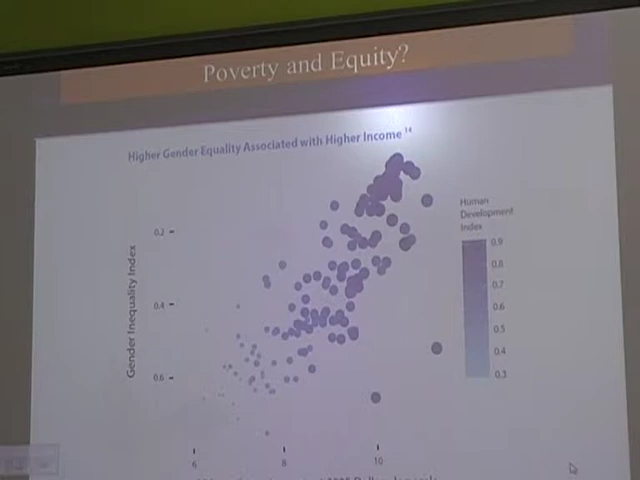 Poverty and Equity?
Higher Gender Equality Associated with Higher Income 14
Human
Development
Index
0.9
0.8
0.7
0.6
0.5
0.4
0.3
Gender Inequality Index
0.2
0.4
0.6
6
8
10